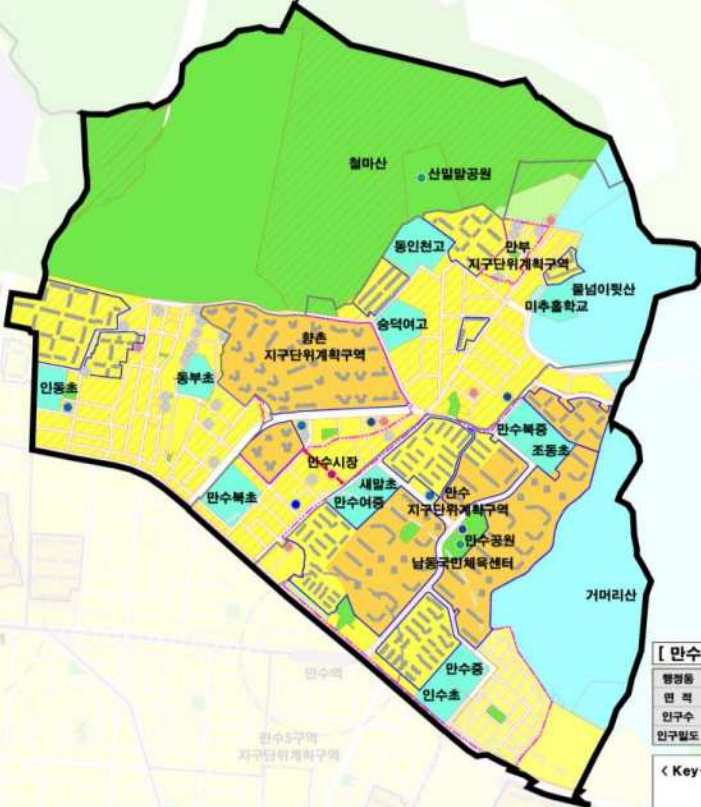 철마산
산밑말공원
동인천고
만부
지구단위계획구역
물넘이뒷산
미추홀학교
숭덕여고
향촌
지구단위계획구역
동부초
인동초
만수북중
조동초
만수시장
새말초
만수여중
만수
지구단위계획구역
만수북초
만수공원
남동국민체육센터
거머리산
만수중
인수초
만수역
만수5구역
지구단위계획구역
[ 만수
행정동
면 적
인구수
인구밀도
< Key-